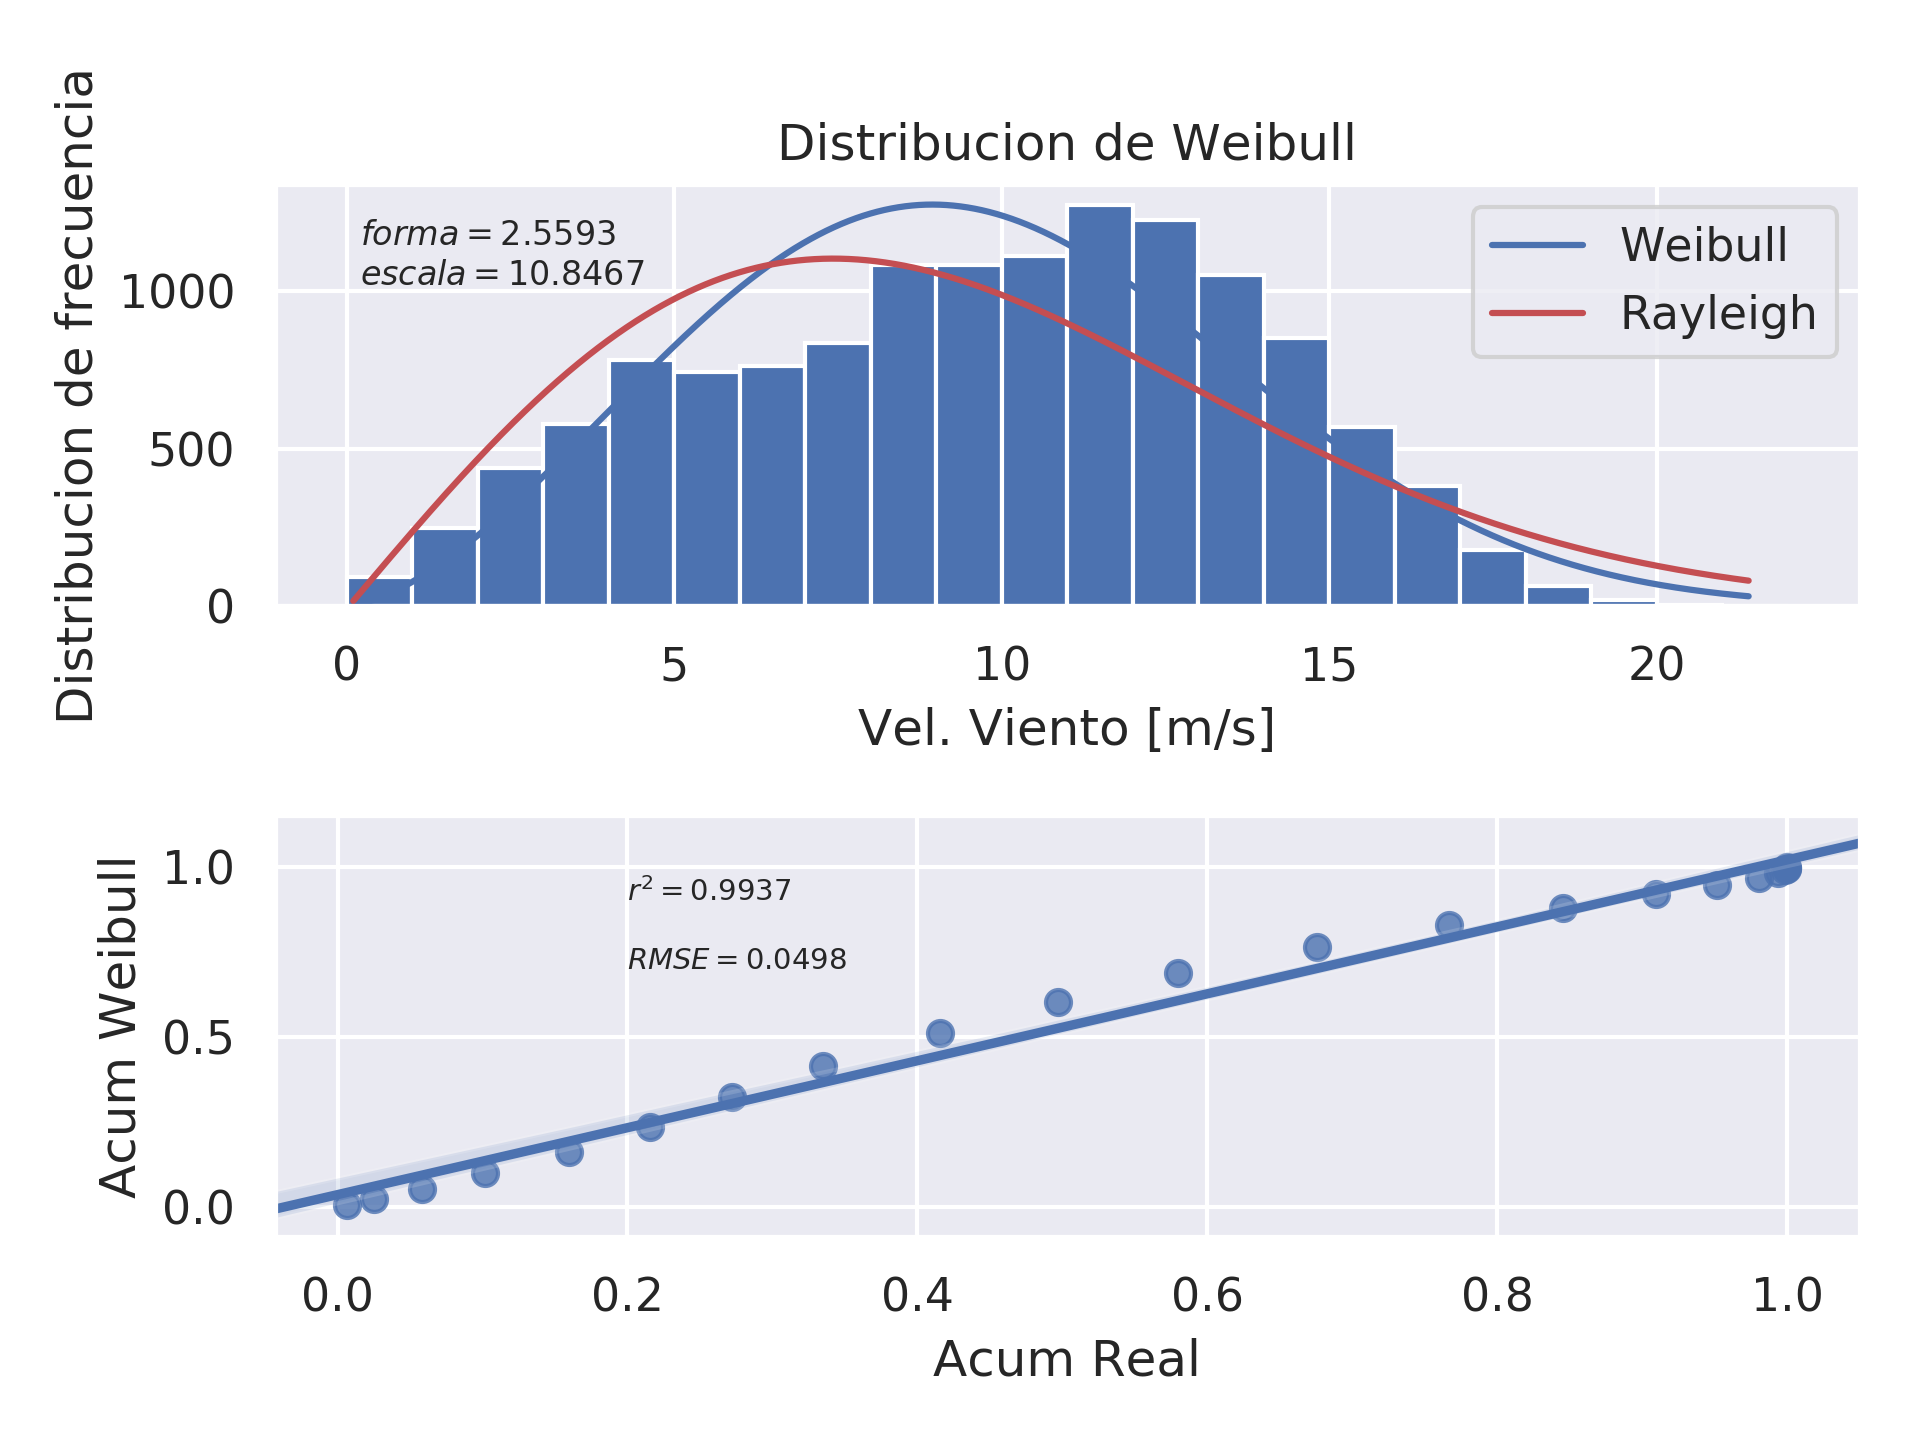 Distribucion de Weibull
Distribucion de frecuencia
forma = 2.5593
escala = 10.8467
Weibull
Rayleigh
1000
500
0
0 5 10 15 20
Vel. Viento [m/s]
Acum Weibull
1.0
0.5
0.0
r² = 0.9937
RMSE = 0.0498
0.0 0.2 0.4 0.6 0.8 1.0
Acum Real